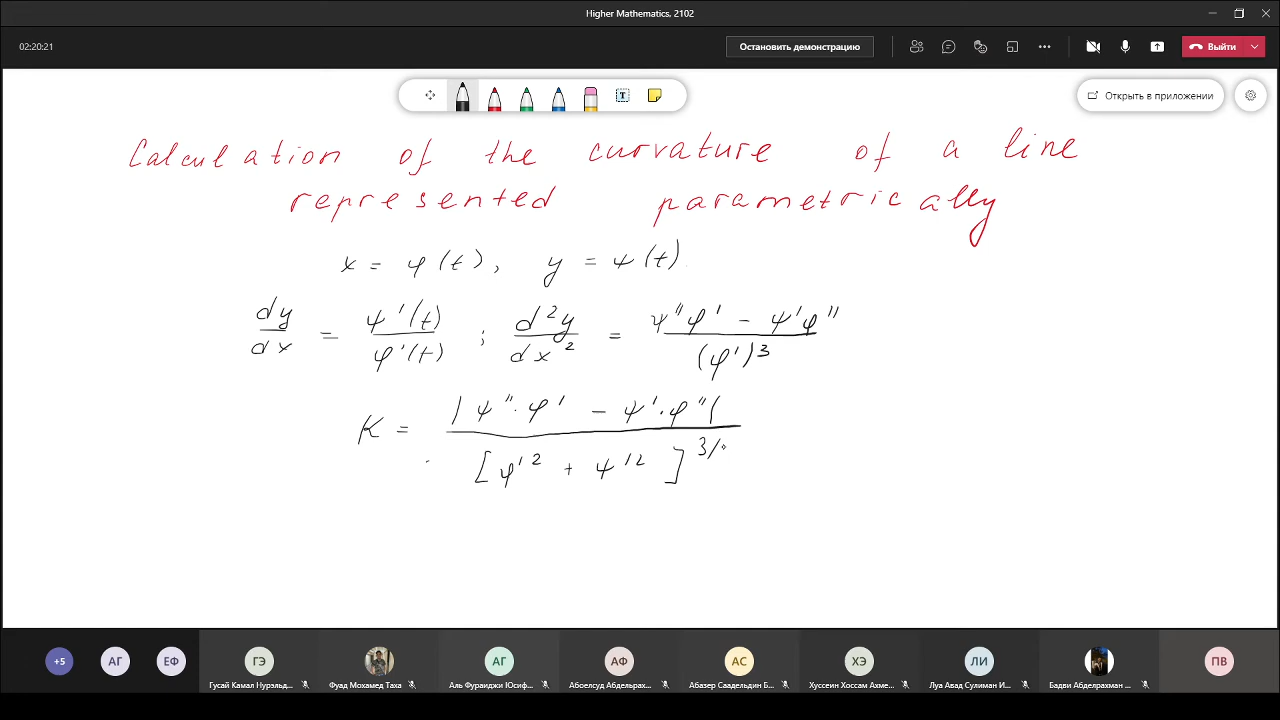 Higher Mathematics, 2102
02:20:21
Остановить демонстрацию
Выйти
T
Открыть в приложении
Calculation of the curvature of a line
represented parametrically
x = φ(t), y = ψ(t)
dy/dx = ψ'(t)/φ'(t) ; d²y/dx² = ψ''φ' - ψ'φ''/(φ')³
K = |ψ''·φ' - ψ'·φ''|/[φ'² + ψ'²]^3/
+5
АГ
ЕФ
ГЭ
АГ
АФ
АС
ХЭ
ЛИ
ПВ
Гусай Камал Нурэльд...
Фуад Мохамед Таха
Аль Фураиджи Юсиф...
Абоелсуд Абдельрах...
Абазер Саадельдин Б...
Хуссеин Хоссам Ахме...
Луа Авад Сулиман И...
Бадви Абделрахман ...